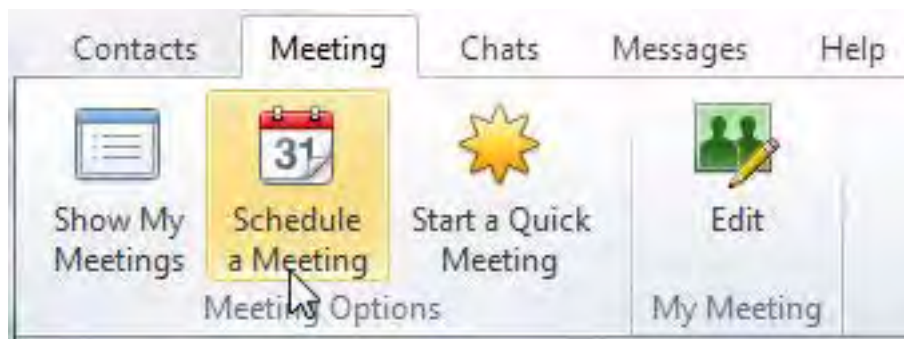 Contacts Meeting Chats Messages Help
31
Show My Schedule Start a Quick Edit
Meetings a Meeting Meeting
Meeting Options My Meeting